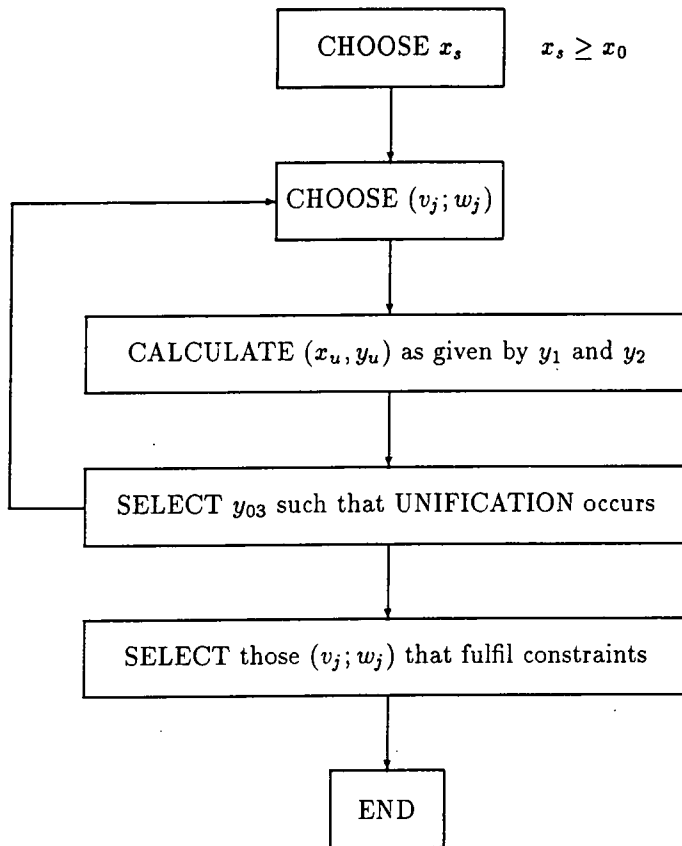 CHOOSE x_s x_s ≥ x_0
CHOOSE (v_j; w_j)
CALCULATE (x_u, y_u) as given by y_1 and y_2
SELECT y_03 such that UNIFICATION occurs
SELECT those (v_j; w_j) that fulfil constraints
END